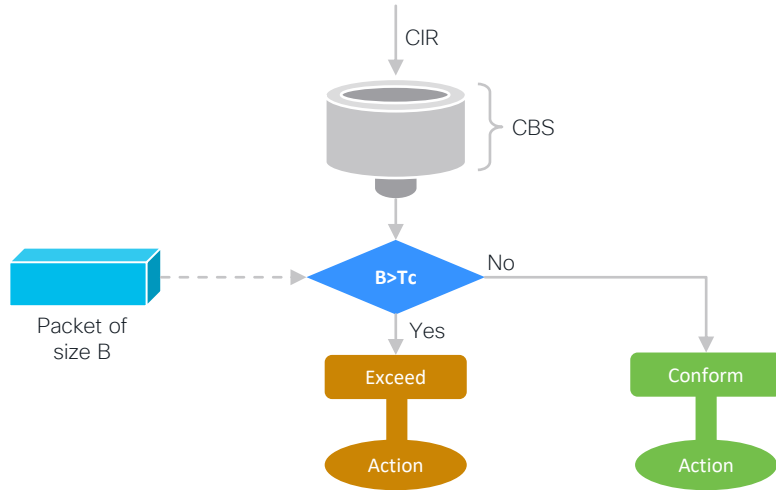 CIR
CBS
B>Tc
No
Packet of
size B
Yes
Exceed
Conform
Action
Action